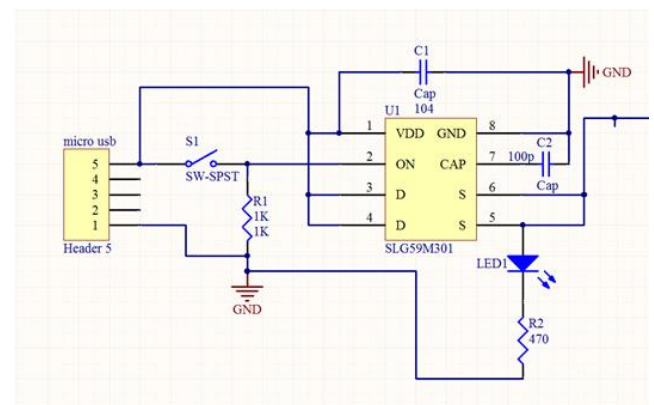 C1
GND
Cap
104
U1
micro usb
S1
1 VDD GND 8
5
SW-SPST
2 ON CAP 7 100p C2
Cap
4
3
2
1
R1
1K
1K
3 D S 6
4 D S 5
Header 5
SLG59M301
LED1
GND
R2
470